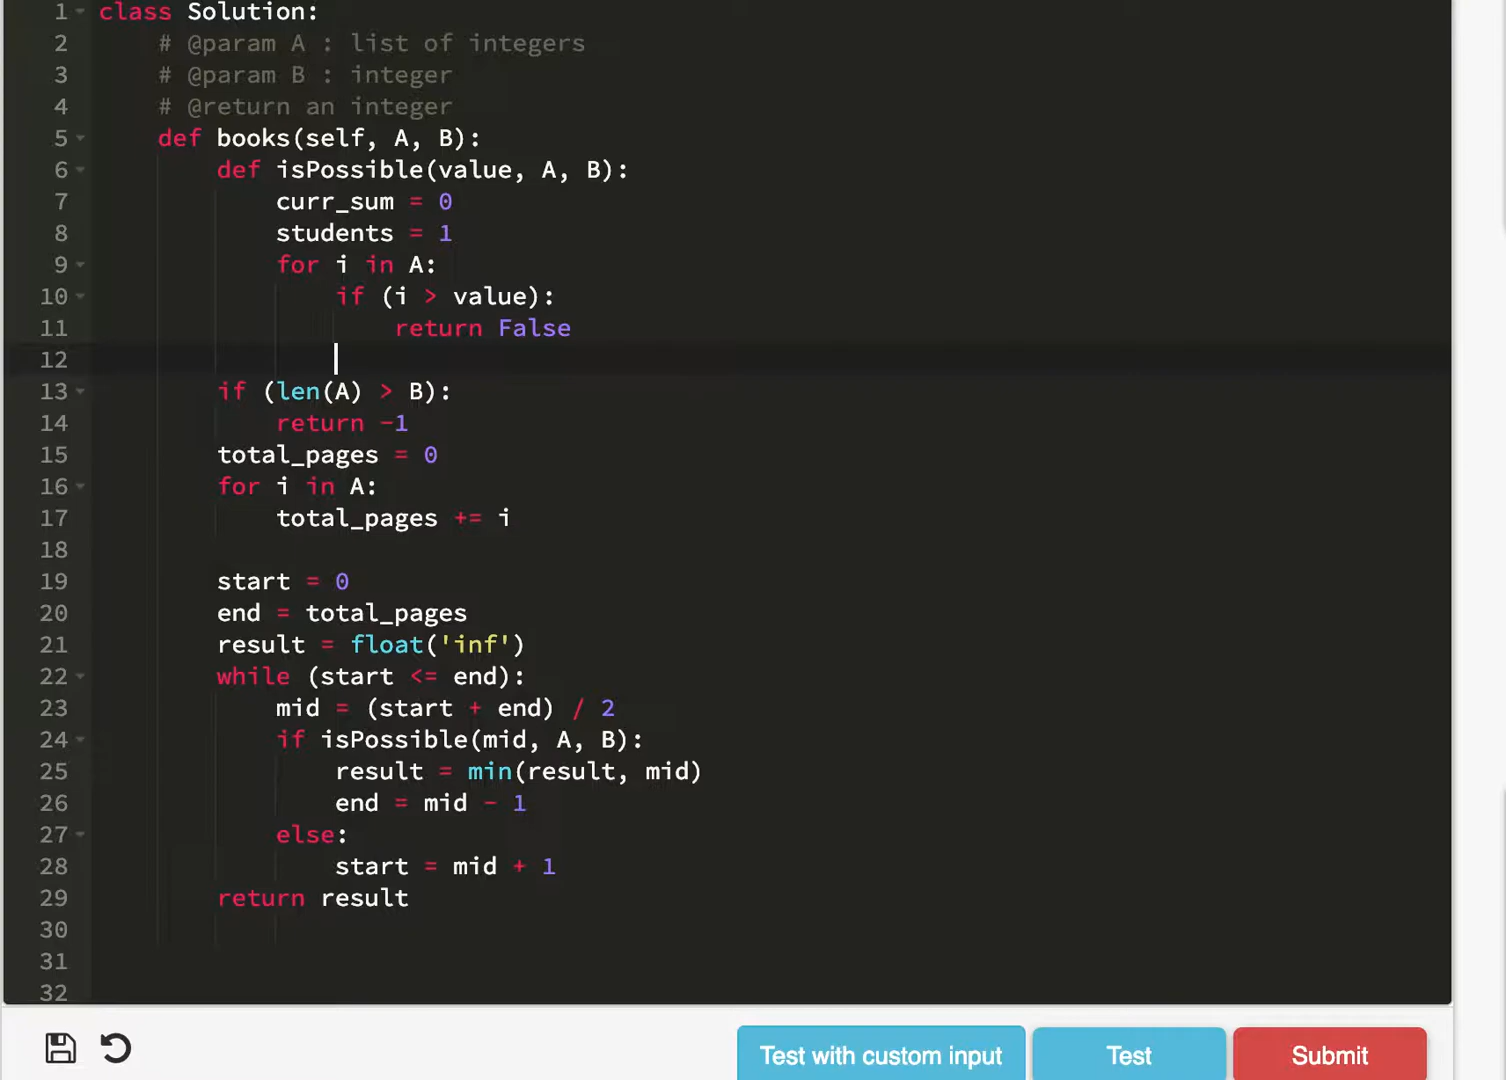 1 class Solution:
2 # @param A : list of integers
3 # @param B : integer
4 # @return an integer
5 def books(self, A, B):
6 def isPossible(value, A, B):
7 curr_sum = 0
8 students = 1
9 for i in A:
10 if (i > value):
11 return False
12
13 if (len(A) > B):
14 return -1
15 total_pages = 0
16 for i in A:
17 total_pages += i
18
19 start = 0
20 end = total_pages
21 result = float('inf')
22 while (start <= end):
23 mid = (start + end) / 2
24 if isPossible(mid, A, B):
25 result = min(result, mid)
26 end = mid - 1
27 else:
28 start = mid + 1
29 return result
30
31
32
Test with custom input Test Submit